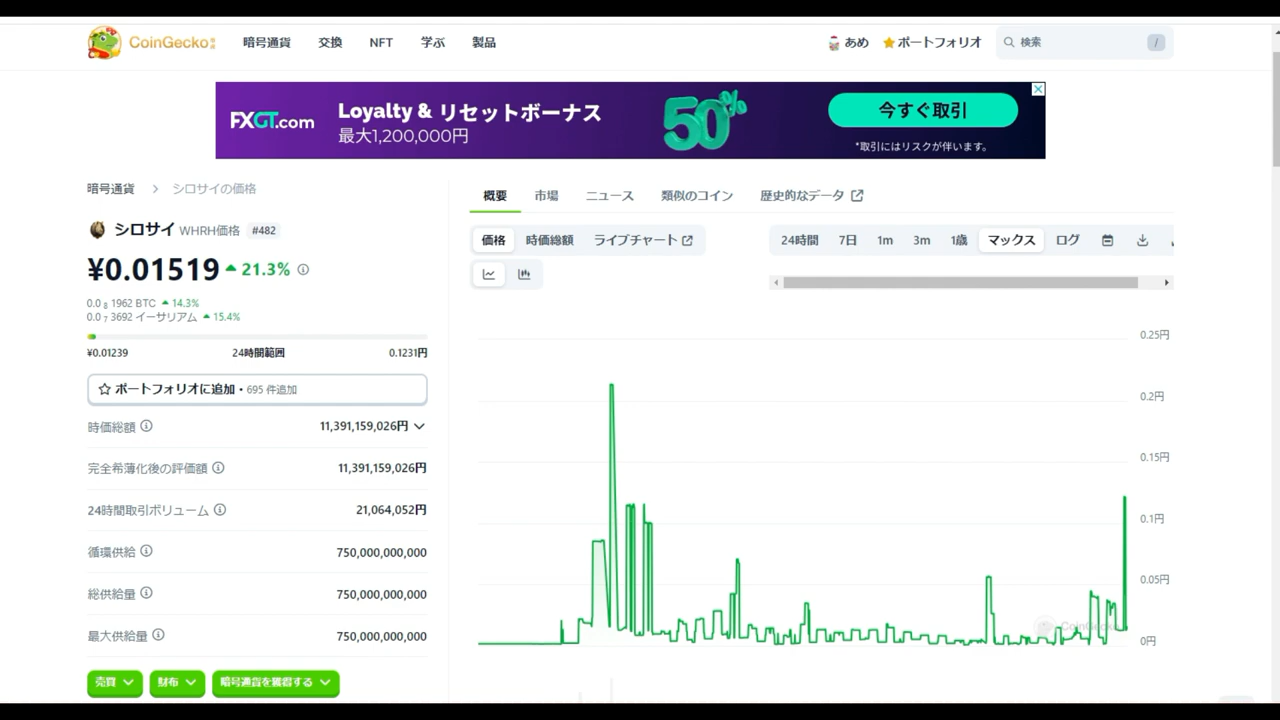 CoinGecko
暗号通貨
交換
NFT
学ぶ
製品
あめ
ポートフォリオ
検索
/
FXGT.com
Loyalty & リセットボーナス
最大1,200,000円
50%
今すぐ取引
*取引にはリスクが伴います。
暗号通貨 > シロサイの価格
シロサイ WHRH価格 #482
¥0.01519 21.3%
0.0₈1962 BTC 14.3%
0.0₇3692 イーサリアム 15.4%
¥0.01239 24時間範囲 0.1231円
ポートフォリオに追加・695 件追加
時価総額 11,391,159,026円
完全希薄化後の評価額 11,391,159,026円
24時間取引ボリューム 21,064,052円
循環供給 750,000,000,000
総供給量 750,000,000,000
最大供給量 750,000,000,000
売買
財布
暗号通貨を獲得する
概要
市場
ニュース
類似のコイン
歴史的なデータ
価格
時価総額
ライブチャート
24時間
7日
1m
3m
1歳
マックス
ログ
0.25円
0.2円
0.15円
0.1円
0.05円
0円
CoinGecko